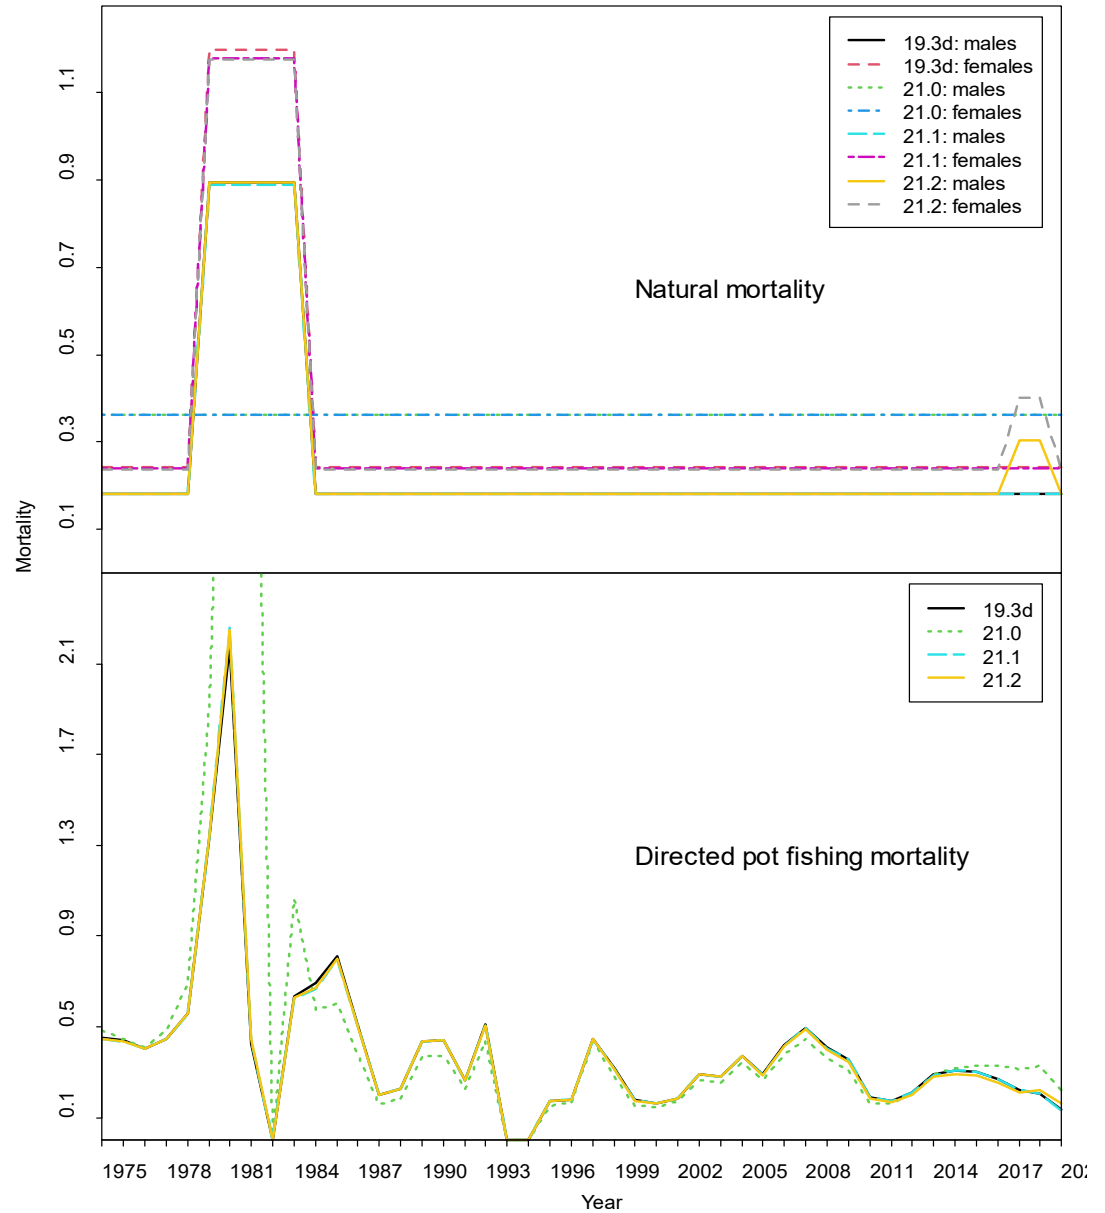 19.3d: males
19.3d: females
21.0: males
21.0: females
21.1: males
21.1: females
21.2: males
21.2: females
1.1
0.9
0.7
0.5
0.3
0.1
Natural mortality
Mortality
19.3d
21.0
21.1
21.2
2.1
1.7
1.3
0.9
0.5
0.1
Directed pot fishing mortality
1975 1978 1981 1984 1987 1990 1993 1996 1999 2002 2005 2008 2011 2014 2017
Year